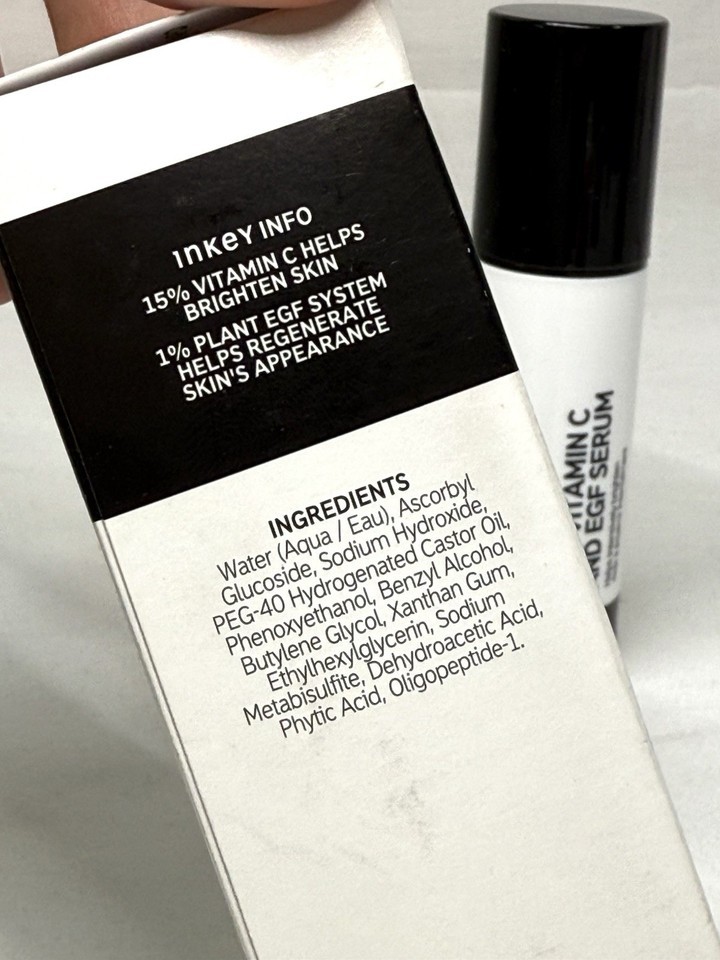 ınкeY INFO
15% VITAMIN C HELPS
BRIGHTEN SKIN
1% PLANT EGF SYSTEM
HELPS REGENERATE
SKIN'S APPEARANCE
INGREDIENTS
Water (Aqua / Eau), Ascorbyl
Glucoside, Sodium Hydroxide,
PEG-40 Hydrogenated Castor Oil,
Phenoxyethanol, Benzyl Alcohol,
Butylene Glycol, Xanthan Gum,
Ethylhexylglycerin, Sodium
Metabisulfite, Dehydroacetic Acid,
Phytic Acid, Oligopeptide-1.
VITAMIN C
AND EGF SERUM